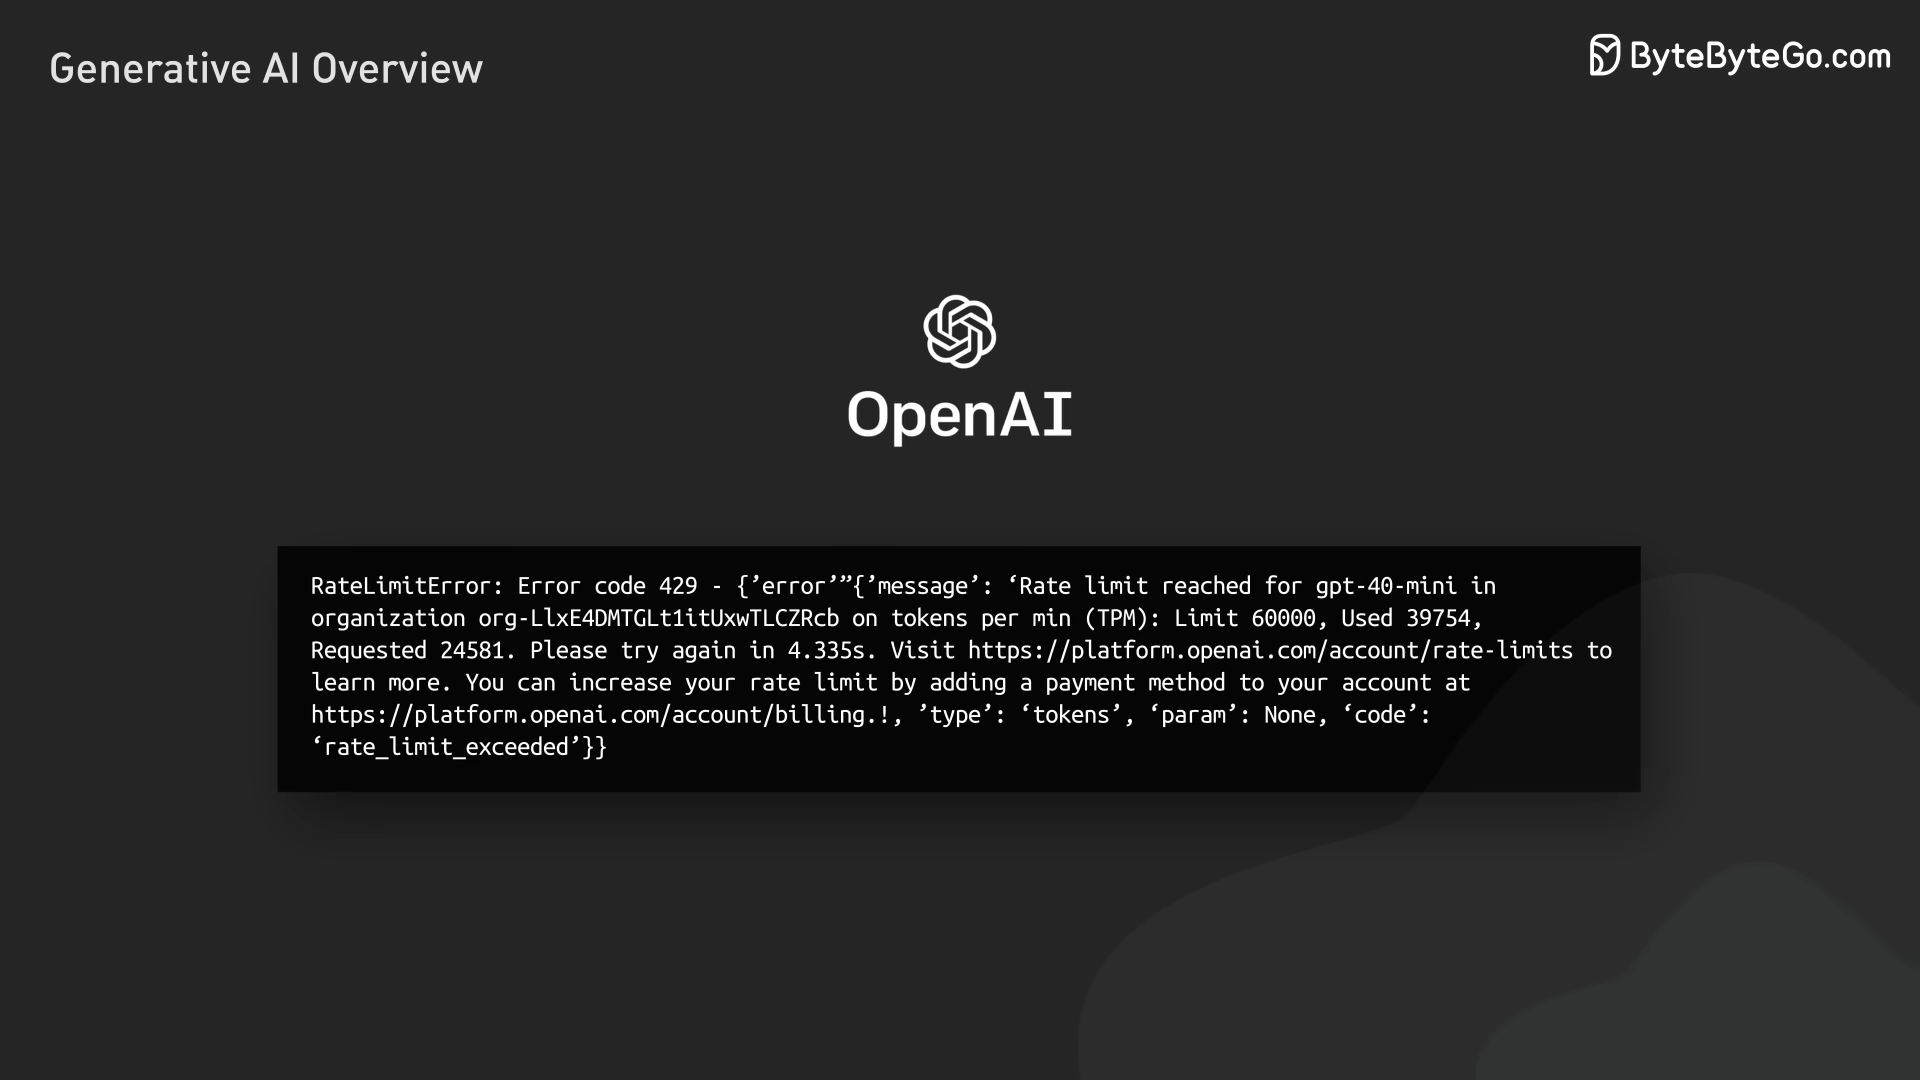 Generative AI Overview
ByteByteGo.com
OpenAI
RateLimitError: Error code 429 - {’error’”{’message’: ‘Rate limit reached for gpt-40-mini in
organization org-LlxE4DMTGLt1itUxwTLCZRcb on tokens per min (TPM): Limit 60000, Used 39754,
Requested 24581. Please try again in 4.335s. Visit https://platform.openai.com/account/rate-limits to
learn more. You can increase your rate limit by adding a payment method to your account at
https://platform.openai.com/account/billing.!, ’type’: ‘tokens’, ‘param’: None, ‘code’:
‘rate_limit_exceeded’}}